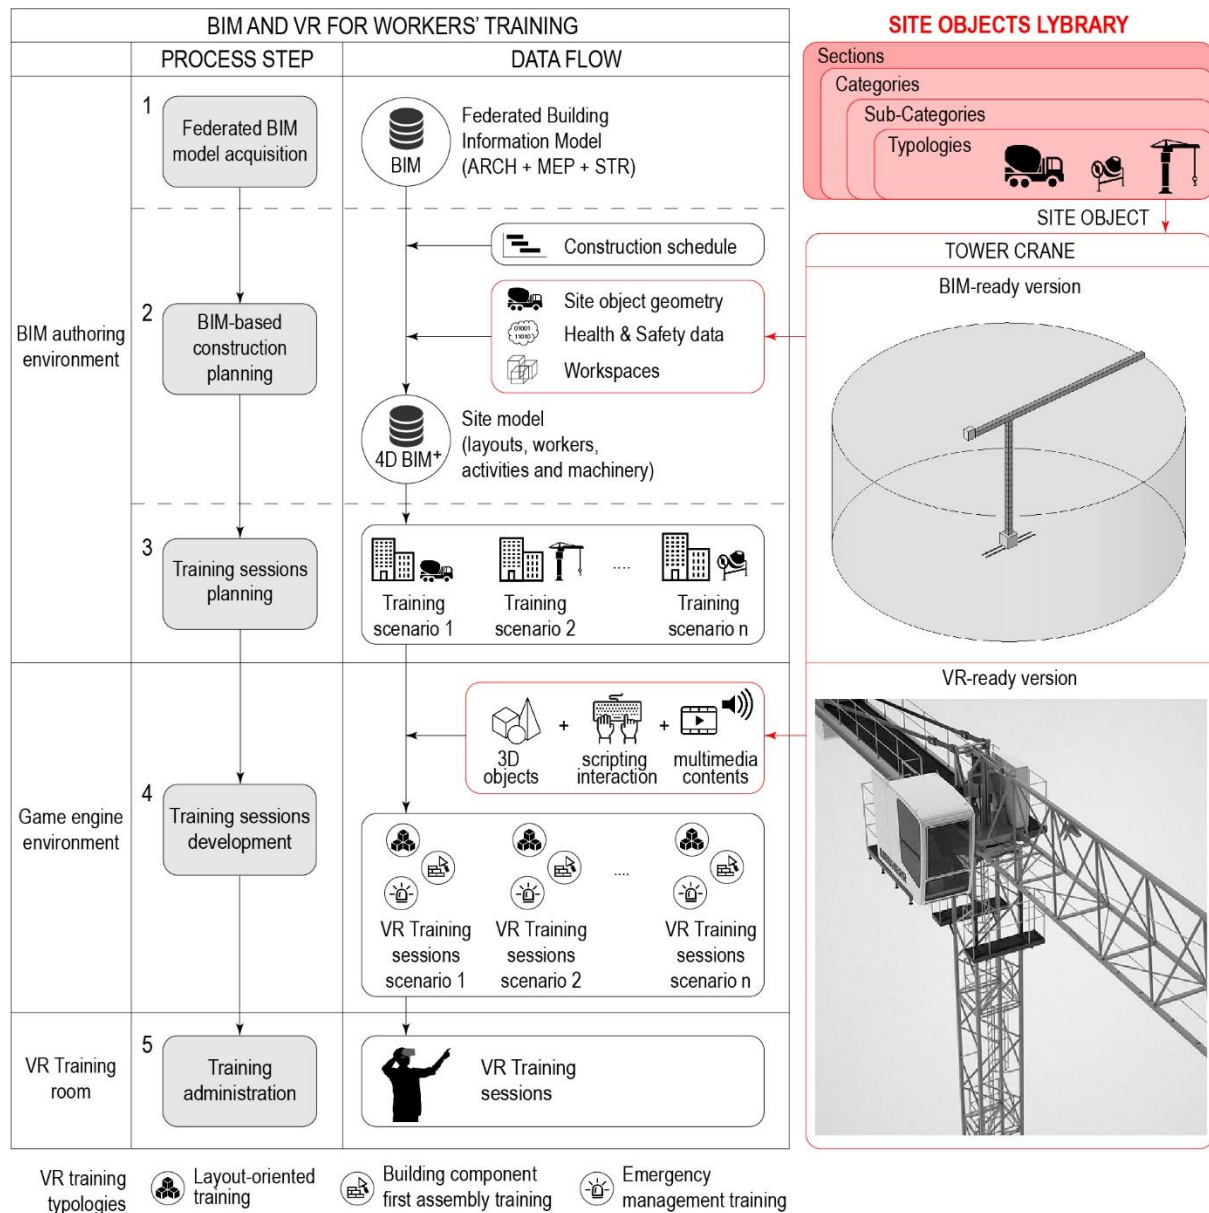 BIM AND VR FOR WORKERS' TRAINING
PROCESS STEP
DATA FLOW
BIM authoring
environment
1
Federated BIM
model acquisition
BIM
Federated Building
Information Model
(ARCH + MEP + STR)
2
BIM-based
construction
planning
Construction schedule
Site object geometry
01001
11010
Health & Safety data
Workspaces
4D BIM+
Site model
(layouts, workers,
activities and machinery)
3
Training sessions
planning
Training
scenario 1
Training
scenario 2
....
Training
scenario n
Game engine
environment
4
Training sessions
development
3D
objects
+
scripting
interaction
+
multimedia
contents
VR Training
sessions
scenario 1
VR Training
sessions
scenario 2
....
VR Training
sessions
scenario n
VR Training
room
5
Training
administration
VR Training
sessions
VR training
typologies
Layout-oriented
training
Building component
first assembly training
Emergency
management training
SITE OBJECTS LYBRARY
Sections
Categories
Sub-Categories
Typologies
SITE OBJECT
TOWER CRANE
BIM-ready version
VR-ready version
LIEBHERR